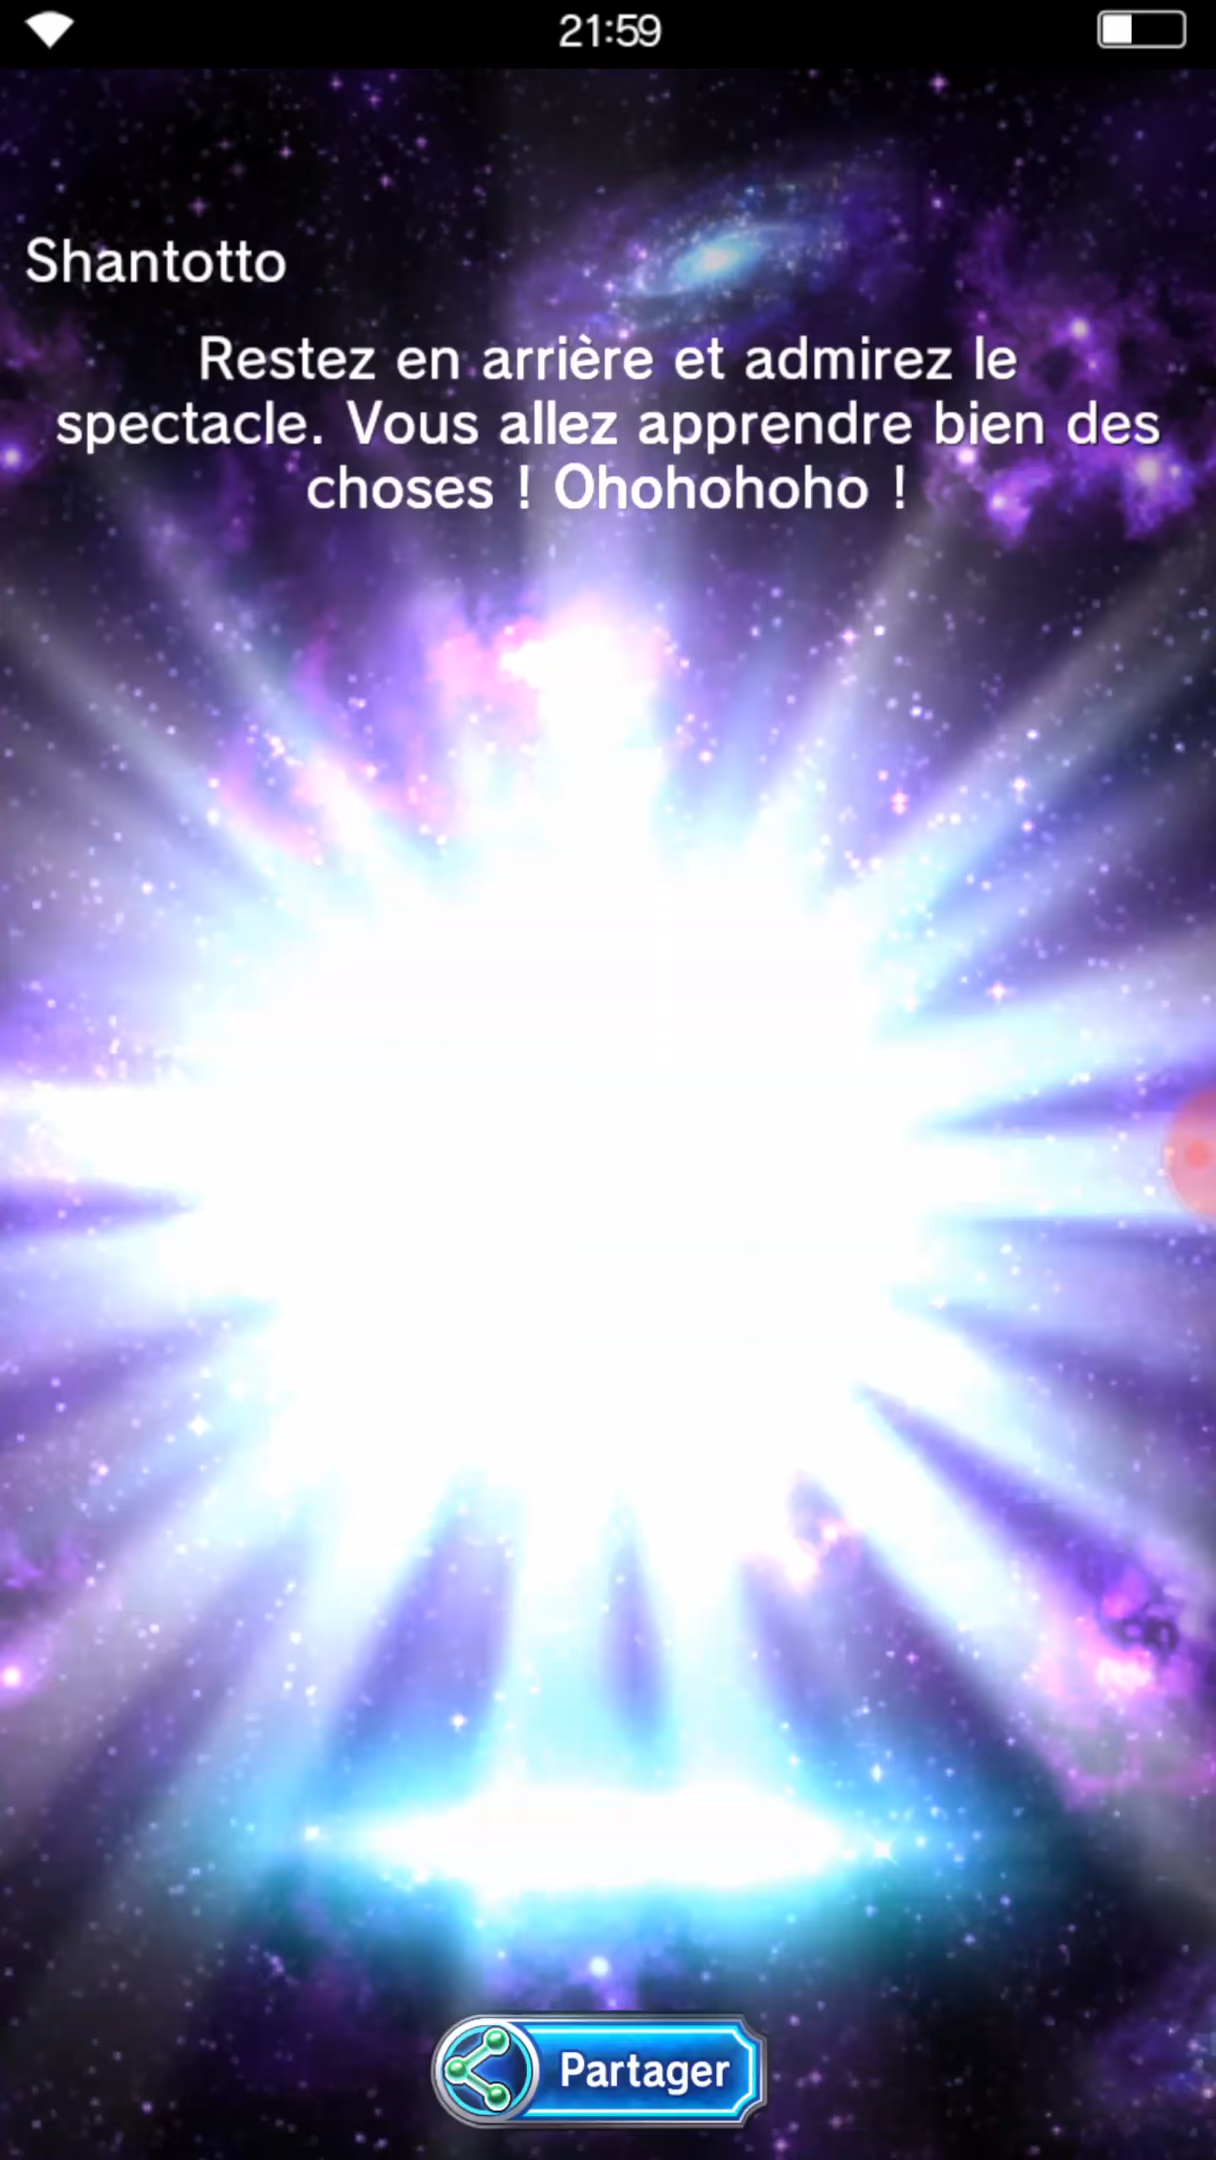 21:59
Shantotto
Restez en arrière et admirez le
spectacle. Vous allez apprendre bien des
choses ! Ohohohoho !
Partager